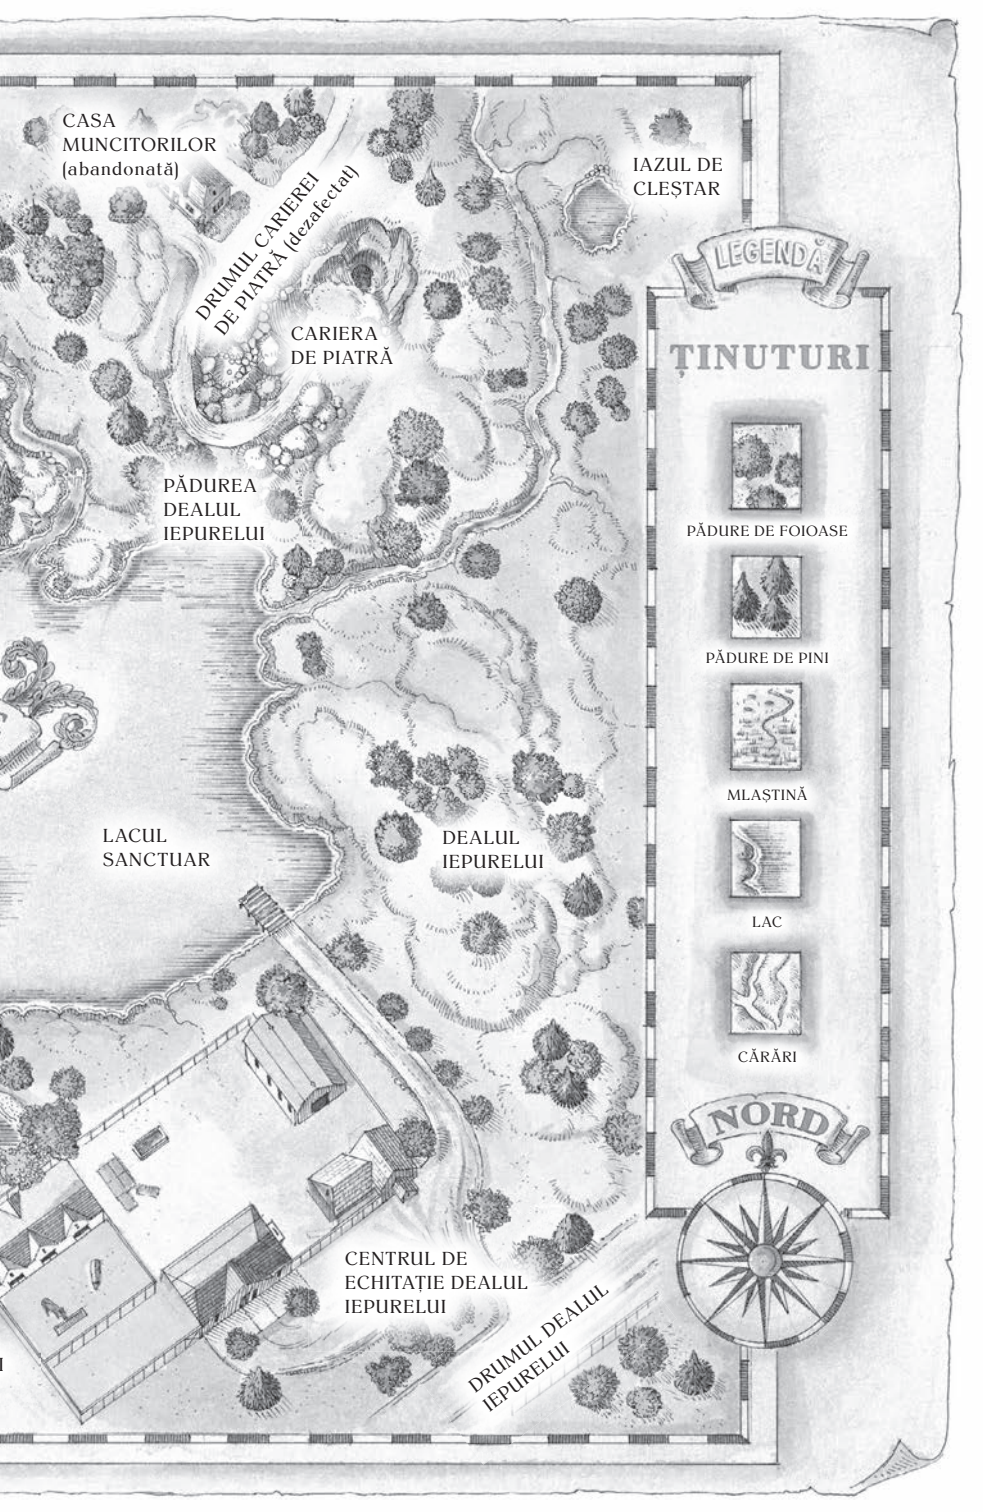 CASA
MUNCITORILOR
(abandonată)
DRUMUL CARIEREI
DE PIATRĂ (dezafectat)
IAZUL DE
CLEȘTAR
CARIERA
DE PIATRĂ
PĂDUREA
DEALUL
IEPURELUI
LACUL
SANCTUAR
DEALUL
IEPURELUI
CENTRUL DE
ECHITAȚIE DEALUL
IEPURELUI
DRUMUL DEALUL
IEPURELUI
LEGENDĂ
ȚINUTURI
PĂDURE DE FOIOASE
PĂDURE DE PINI
MLAȘTINĂ
LAC
CĂRĂRI
NORD